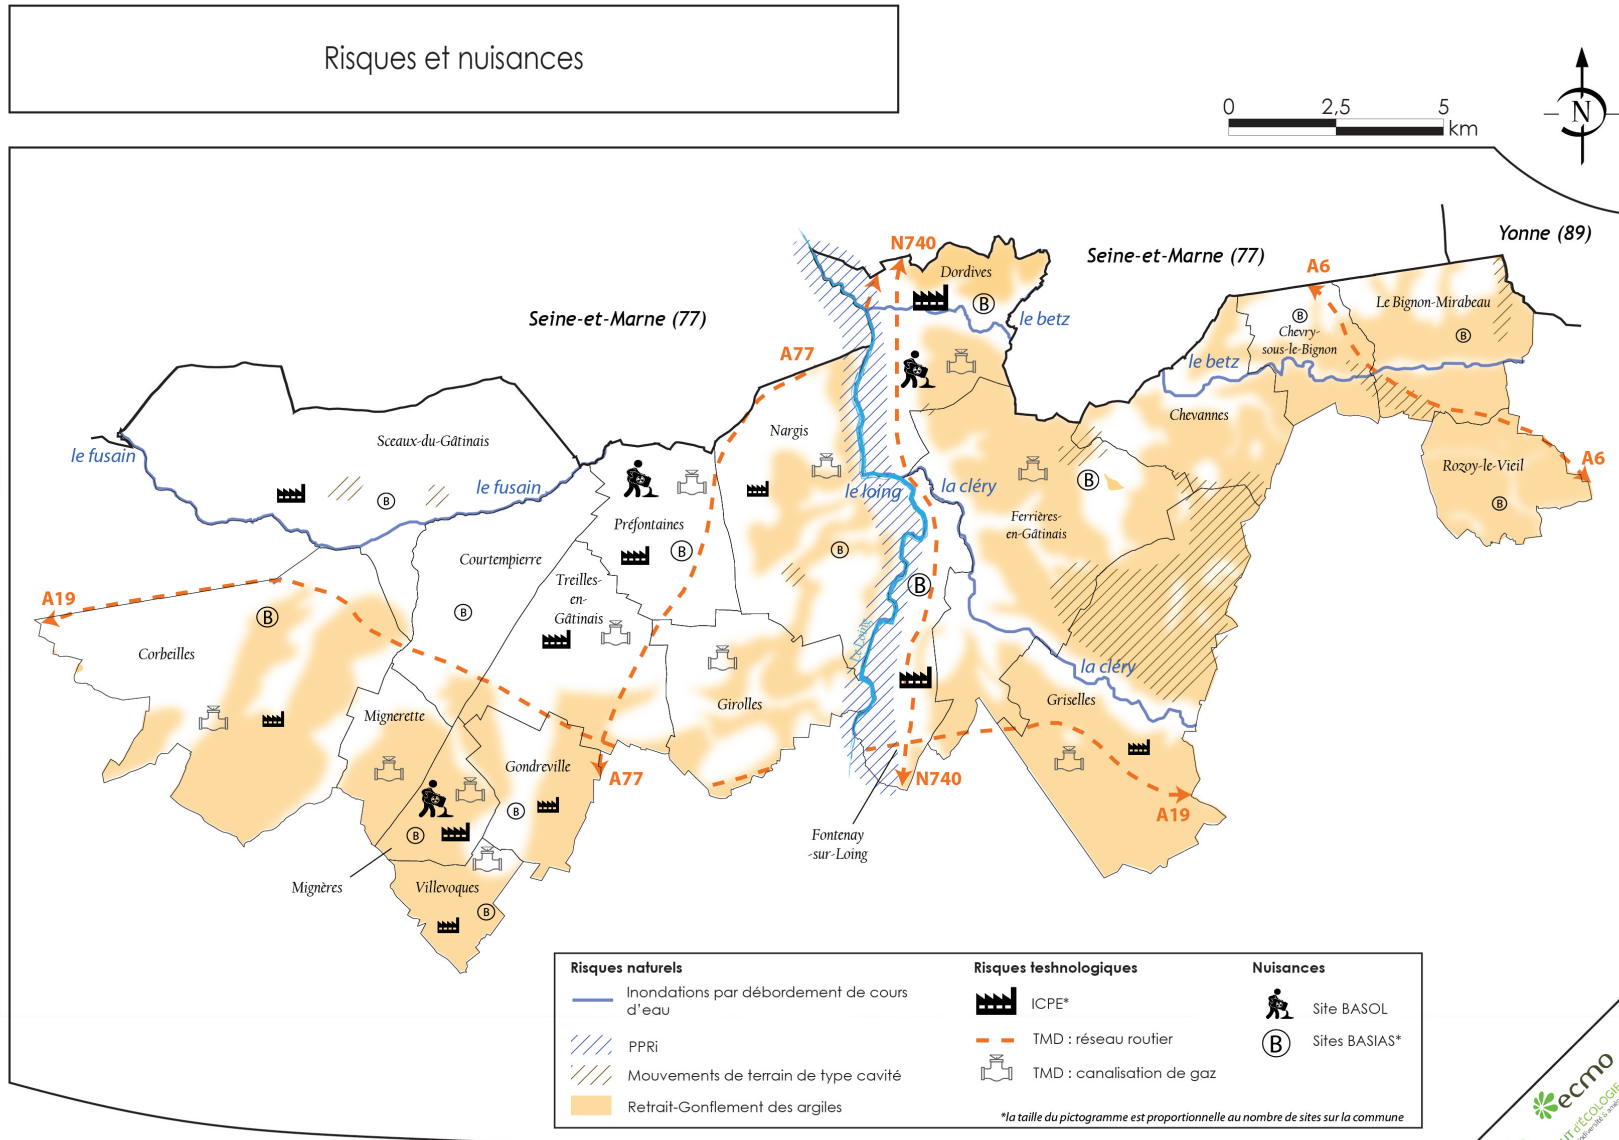 Risques et nuisances
0 2,5 5
km
N
Yonne (89)
N740
Seine-et-Marne (77)
A6
Dordives
Le Bignon-Mirabeau
B
B
Seine-et-Marne (77)
le betz
Chevry-
sous-le-Bignon
B
A77
le betz
Chevannes
Nargis
Sceaux-du-Gâtinais
le fusain
A6
Rozoy-le-Vieil
le fusain
le loing
la cléry
B
B
B
Préfontaines
Ferrières-
en-Gâtinais
B
B
Courtempierre
Treilles-
en-
Gâtinais
B
A19
B
B
Le Loing
Corbeilles
la cléry
Girolles
Griselles
Mignerette
Gondreville
A77
N740
B
A19
B
Fontenay
-sur-Loing
Mignères
Villevoques
B
Risques naturels
Inondations par débordement de cours
d'eau
PPRi
Mouvements de terrain de type cavité
Retrait-Gonflement des argiles
Risques teshnologiques
ICPE*
TMD : réseau routier
TMD : canalisation de gaz
Nuisances
Site BASOL
B Sites BASIAS*
*la taille du pictogramme est proportionnelle au nombre de sites sur la commune
ecmo